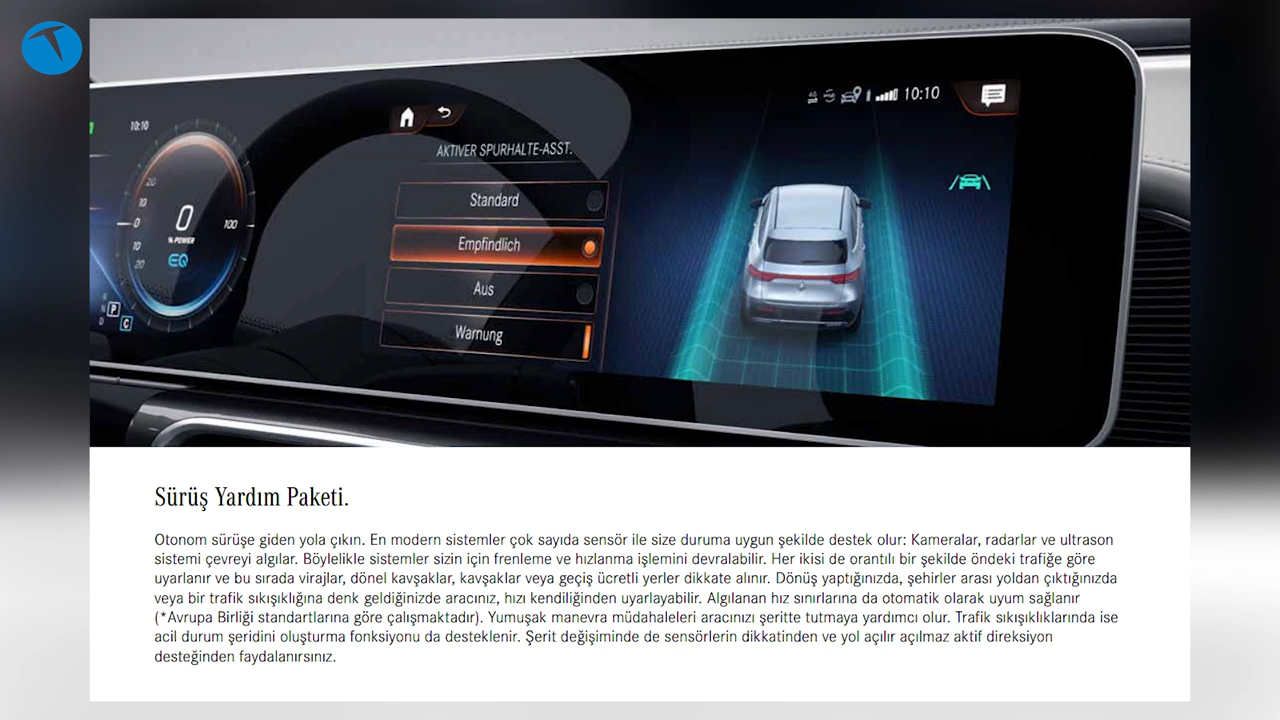 10:10
20
10
0
10
20
100
0
% POWER
EQ
P
C
AKTIVER SPURHALTE-ASST.
Standard
Empfindlich
Aus
Warnung
4G
10:10
Sürüş Yardım Paketi.
Otonom sürüşe giden yola çıkın. En modern sistemler çok sayıda sensör ile size duruma uygun şekilde destek olur: Kameralar, radarlar ve ultrason
sistemi çevreyi algılar. Böylelikle sistemler sizin için frenleme ve hızlanma işlemini devralabilir. Her ikisi de orantılı bir şekilde öndeki trafiğe göre
uyarlanır ve bu sırada virajlar, dönel kavşaklar, kavşaklar veya geçiş ücretli yerler dikkate alınır. Dönüş yaptığınızda, şehirler arası yoldan çıktığınızda
veya bir trafik sıkışıklığına denk geldiğinizde aracınız, hızı kendiliğinden uyarlayabilir. Algılanan hız sınırlarına da otomatik olarak uyum sağlanır
(*Avrupa Birliği standartlarına göre çalışmaktadır). Yumuşak manevra müdahaleleri aracınızı şeritte tutmaya yardımcı olur. Trafik sıkışıklıklarında ise
acil durum şeridini oluşturma fonksiyonu da desteklenir. Şerit değişiminde de sensörlerin dikkatinden ve yol açılır açılmaz aktif direksiyon
desteğinden faydalanırsınız.